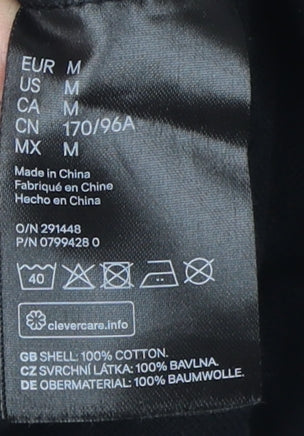 EUR M
US M
CA M
CN 170/96A
MX M
Made in China
Fabriqué en Chine
Hecho en China
O/N 291448
P/N 0799428 0
40
clevercare.info
GB SHELL: 100% COTTON.
CZ SVRCHNÍ LÁTKA: 100% BAVLNA.
DE OBERMATERIAL: 100% BAUMWOLLE.